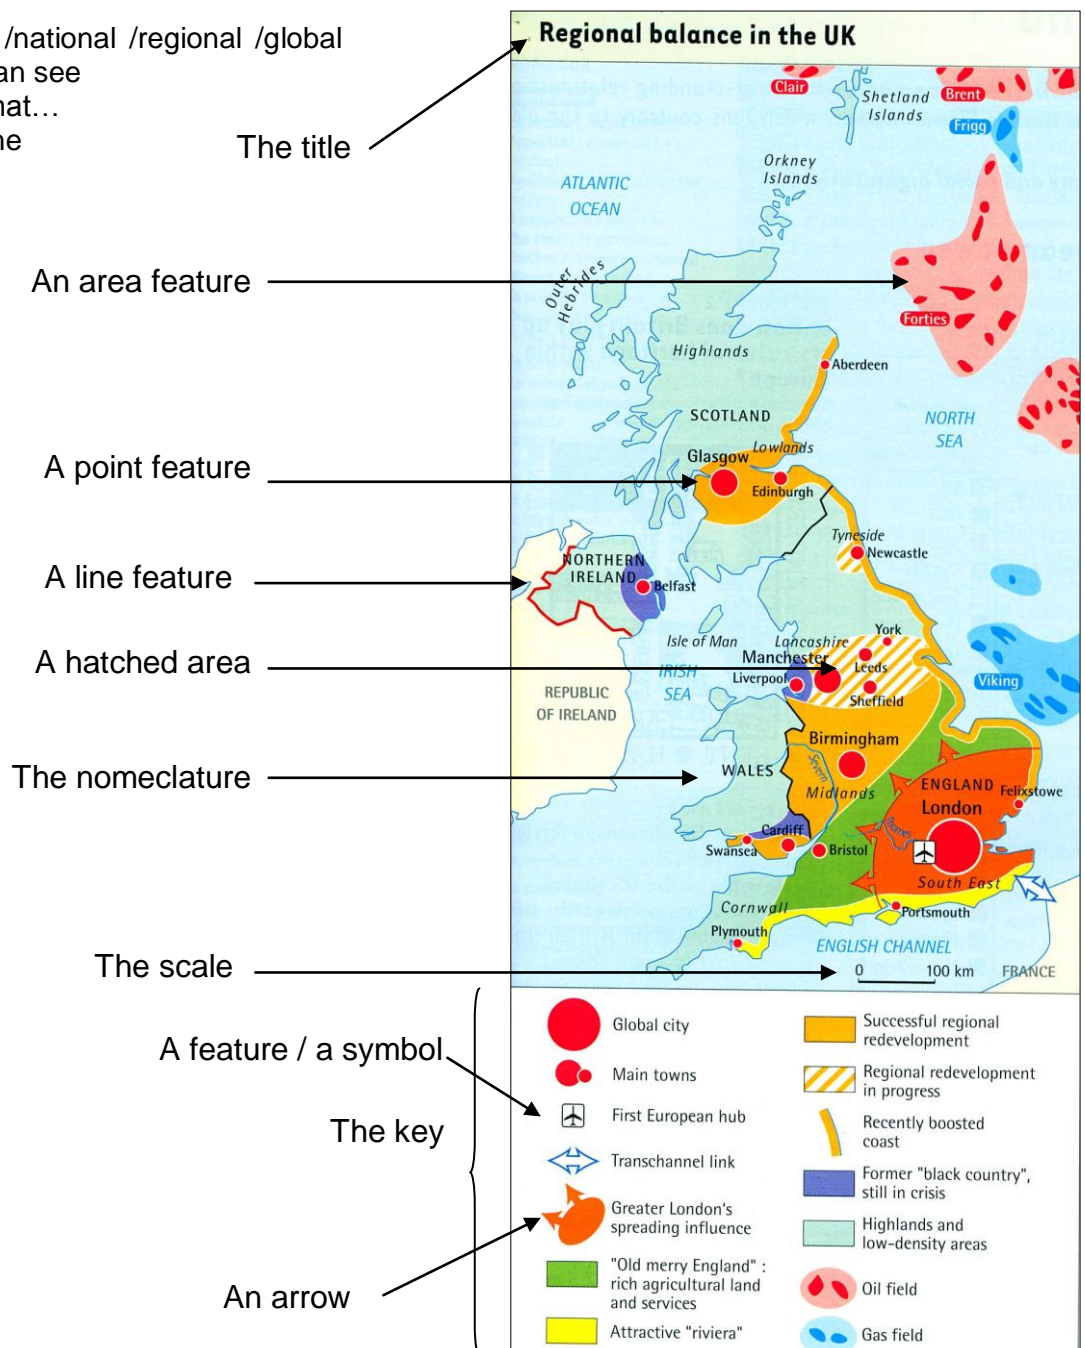 /national /regional /global
an see
hat…
ne
The title
An area feature
A point feature
A line feature
A hatched area
The nomeclature
The scale
A feature / a symbol
The key
An arrow
Regional balance in the UK
Clair
Shetland
Islands
Brent
Frigg
Orkney
Islands
ATLANTIC
OCEAN
Outer
Hebrides
Forties
Highlands
Aberdeen
SCOTLAND
NORTH
SEA
Lowlands
Glasgow
Edinburgh
Tyneside
Newcastle
NORTHERN
IRELAND
Belfast
Isle of Man
Lancashire
York
Manchester
Leeds
Liverpool
IRISH
SEA
Sheffield
Viking
REPUBLIC
OF IRELAND
Birmingham
WALES
Severn
Midlands
ENGLAND
Felixstowe
London
Thames
Cardiff
Swansea
Bristol
South East
Cornwall
Portsmouth
Plymouth
ENGLISH CHANNEL
0 100 km
FRANCE
Global city
Main towns
First European hub
Transchannel link
Greater London's
spreading influence
"Old merry England" :
rich agricultural land
and services
Attractive "riviera"
Successful regional
redevelopment
Regional redevelopment
in progress
Recently boosted
coast
Former "black country",
still in crisis
Highlands and
low-density areas
Oil field
Gas field